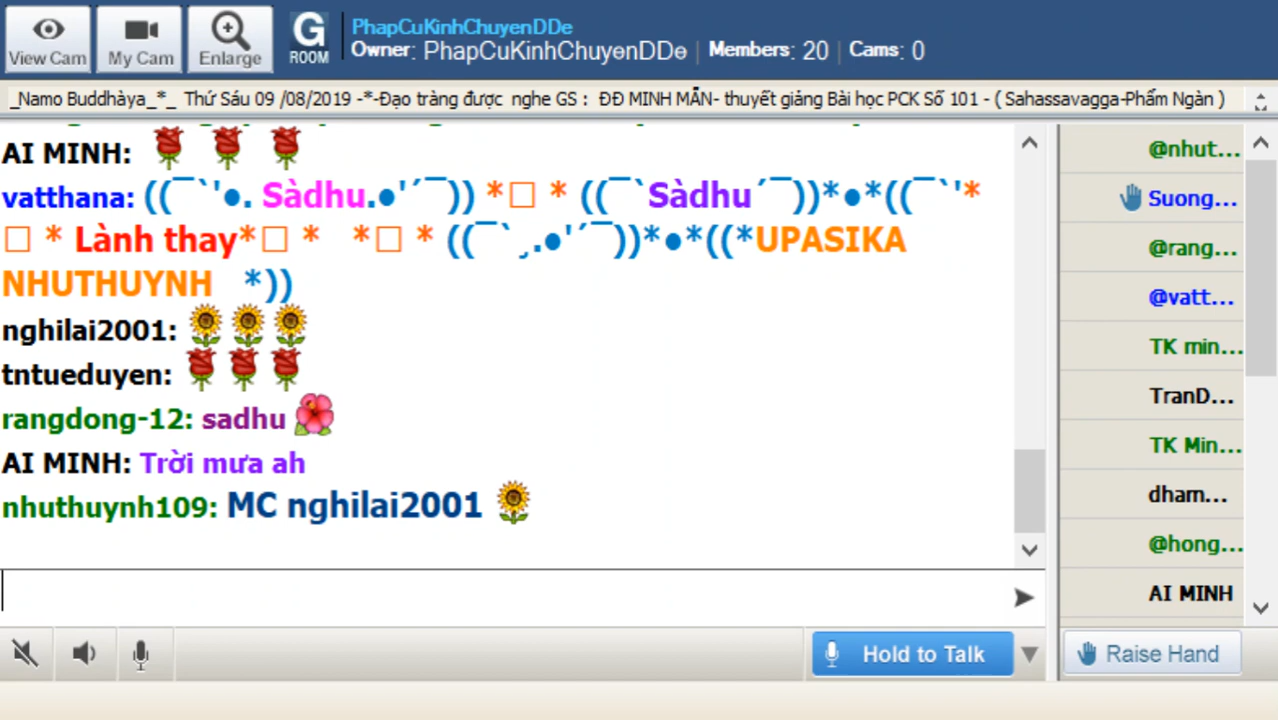 View Cam
My Cam
Enlarge
G ROOM
PhapCuKinhChuyenDDe
Owner: PhapCuKinhChuyenDDe | Members: 20 | Cams: 0
_Namo Buddhàya_*_ Thứ Sáu 09 /08/2019 -*-Đạo tràng được nghe GS : ĐĐ MINH MẪN- thuyết giảng Bài học PCK Số 101 - ( Sahassavagga-Phẩm Ngàn )
AI MINH:
vatthana: ((¯`'●. Sàdhu.●'´¯)) *□ * ((¯`Sàdhu´¯))*●*((¯`'*
□ * Lành thay*□ * *□ * ((¯`¸.●'´¯))*●*((*UPASIKA
NHUTHUYNH *))
nghilai2001:
tntueduyen:
rangdong-12: sadhu
AI MINH: Trời mưa ah
nhuthuynh109: MC nghilai2001
@nhut...
Suong...
@rang...
@vatt...
TK min...
TranD...
TK Min...
dham...
@hong...
AI MINH
Hold to Talk
Raise Hand